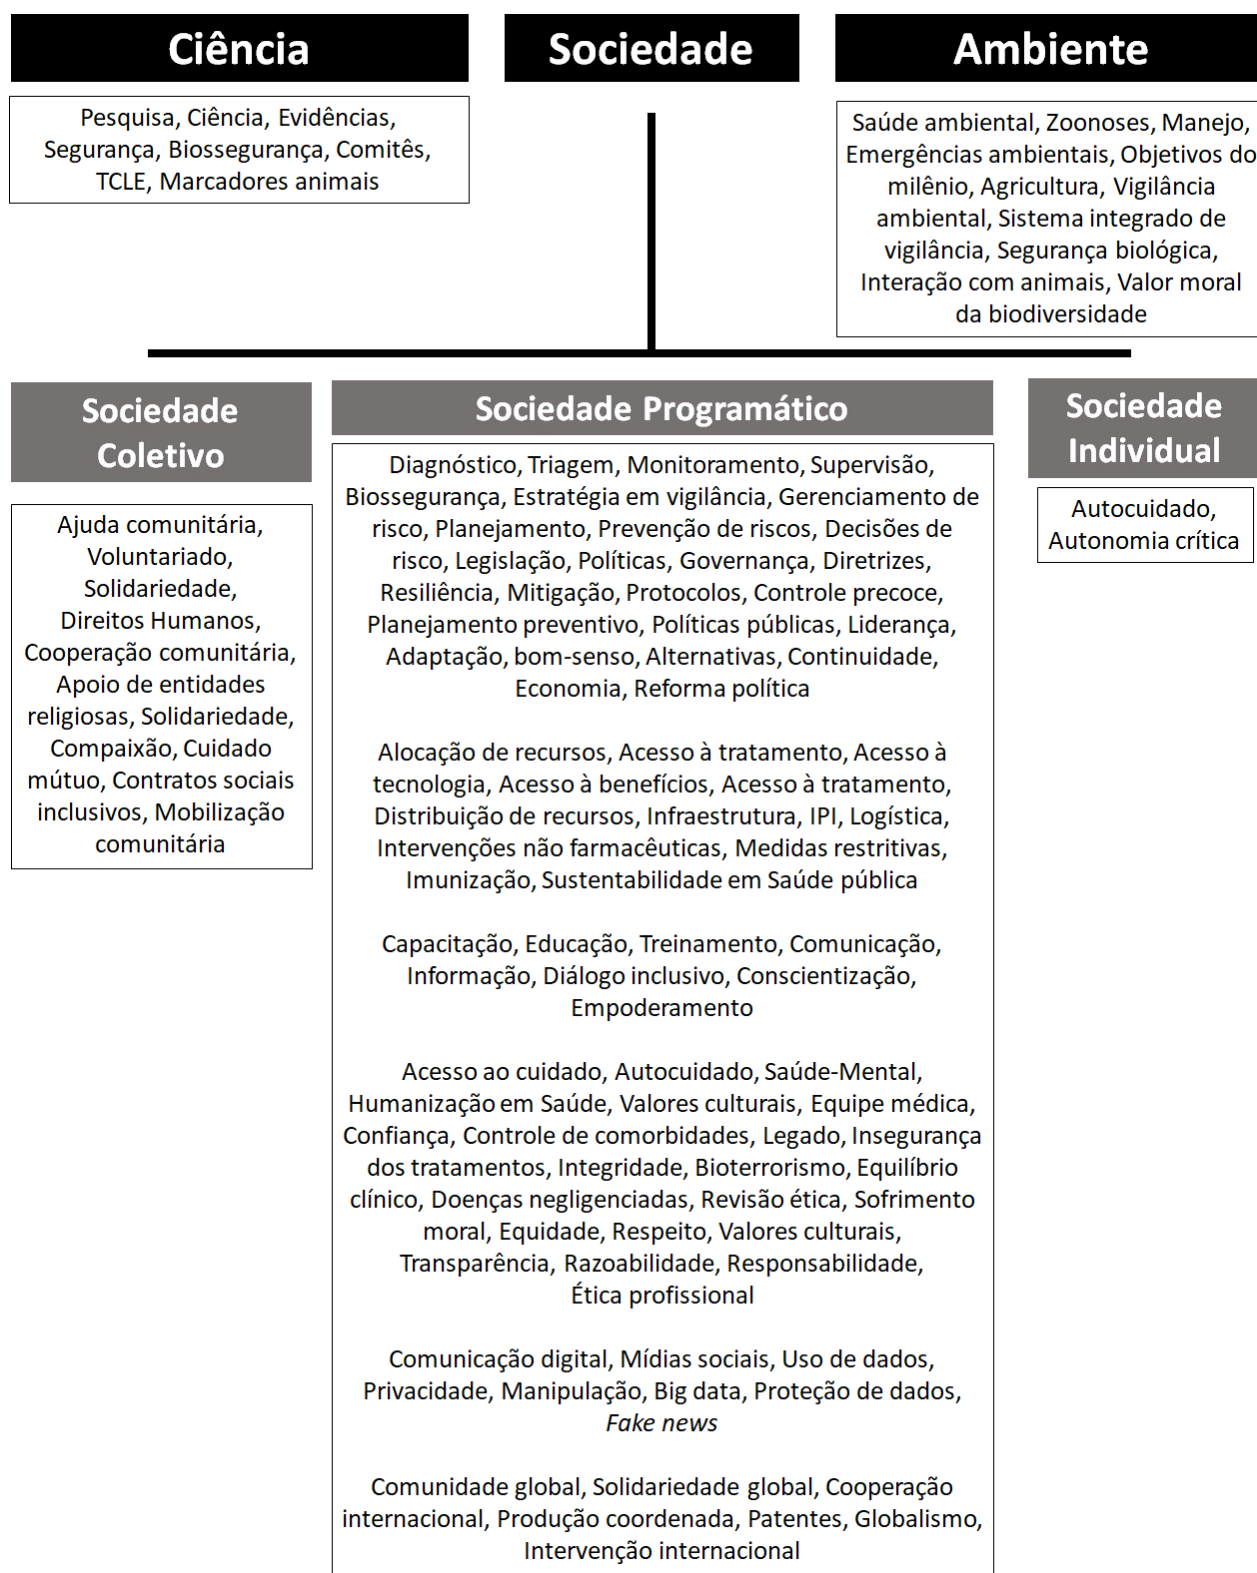 Ciência
Pesquisa, Ciência, Evidências,
Segurança, Biossegurança, Comitês,
TCLE, Marcadores animais
Sociedade
Ambiente
Saúde ambiental, Zoonoses, Manejo,
Emergências ambientais, Objetivos do
milênio, Agricultura, Vigilância
ambiental, Sistema integrado de
vigilância, Segurança biológica,
Interação com animais, Valor moral
da biodiversidade
Sociedade
Coletivo
Ajuda comunitária,
Voluntariado,
Solidariedade,
Direitos Humanos,
Cooperação comunitária,
Apoio de entidades
religiosas, Solidariedade,
Compaixão, Cuidado
mútuo, Contratos sociais
inclusivos, Mobilização
comunitária
Sociedade Programático
Diagnóstico, Triagem, Monitoramento, Supervisão,
Biossegurança, Estratégia em vigilância, Gerenciamento de
risco, Planejamento, Prevenção de riscos, Decisões de
risco, Legislação, Políticas, Governança, Diretrizes,
Resiliência, Mitigação, Protocolos, Controle precoce,
Planejamento preventivo, Políticas públicas, Liderança,
Adaptação, bom-senso, Alternativas, Continuidade,
Economia, Reforma política
Alocação de recursos, Acesso à tratamento, Acesso à
tecnologia, Acesso à benefícios, Acesso à tratamento,
Distribuição de recursos, Infraestrutura, IPI, Logística,
Intervenções não farmacêuticas, Medidas restritivas,
Imunização, Sustentabilidade em Saúde pública
Capacitação, Educação, Treinamento, Comunicação,
Informação, Diálogo inclusivo, Conscientização,
Empoderamento
Acesso ao cuidado, Autocuidado, Saúde-Mental,
Humanização em Saúde, Valores culturais, Equipe médica,
Confiança, Controle de comorbidades, Legado, Insegurança
dos tratamentos, Integridade, Bioterrorismo, Equilíbrio
clínico, Doenças negligenciadas, Revisão ética, Sofrimento
moral, Equidade, Respeito, Valores culturais,
Transparência, Razoabilidade, Responsabilidade,
Ética profissional
Comunicação digital, Mídias sociais, Uso de dados,
Privacidade, Manipulação, Big data, Proteção de dados,
Fake news
Comunidade global, Solidariedade global, Cooperação
internacional, Produção coordenada, Patentes, Globalismo,
Intervenção internacional
Sociedade
Individual
Autocuidado,
Autonomia crítica